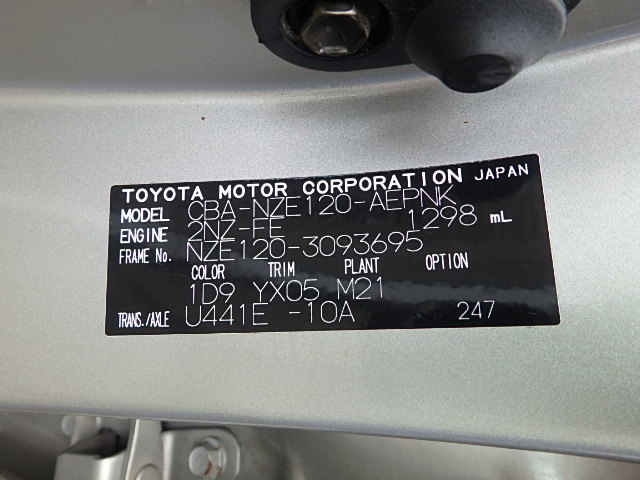 TOYOTA MOTOR CORPORATION JAPAN
MODEL CBA-NZE120-AEPNK
ENGINE 2NZ-FE 1298 mL
FRAME No. NZE120-3093695
COLOR TRIM PLANT OPTION
1D9 YX05 M21
TRANS./AXLE U441E -10A 247